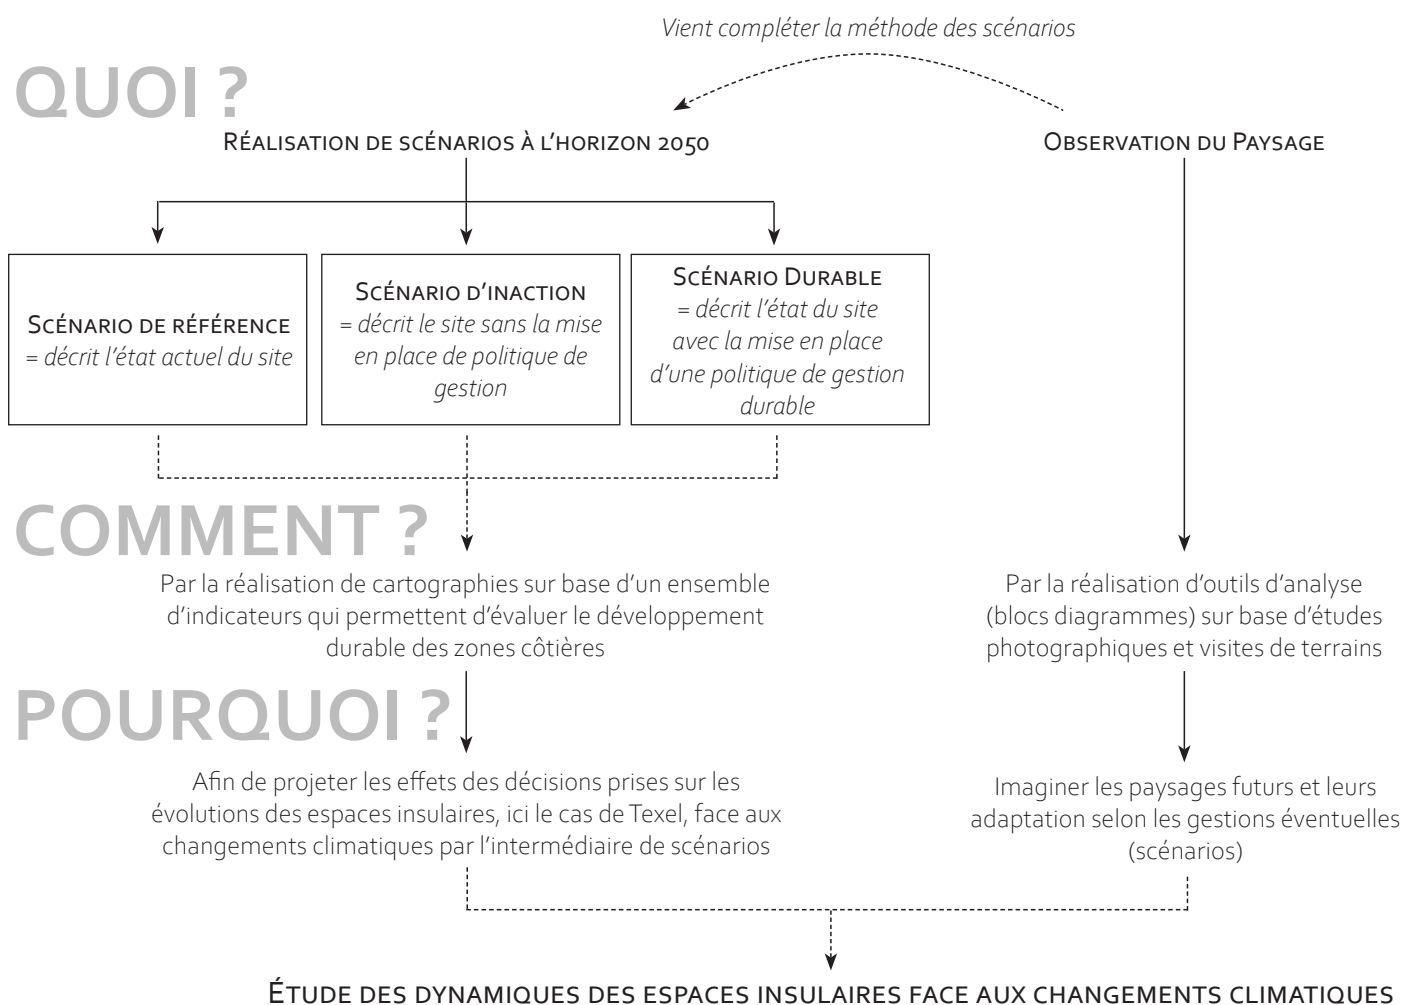 Vient compléter la méthode des scénarios
QUOI ?
RÉALISATION DE SCÉNARIOS À L'HORIZON 2050
OBSERVATION DU PAYSAGE
SCÉNARIO DE RÉFÉRENCE
= décrit l'état actuel du site
SCÉNARIO D'INACTION
= décrit le site sans la mise
en place de politique de
gestion
SCÉNARIO DURABLE
= décrit l'état du site
avec la mise en place
d'une politique de gestion
durable
COMMENT ?
Par la réalisation de cartographies sur base d'un ensemble
d'indicateurs qui permettent d'évaluer le développement
durable des zones côtières
Par la réalisation d'outils d'analyse
(blocs diagrammes) sur base d'études
photographiques et visites de terrains
POURQUOI ?
Afin de projeter les effets des décisions prises sur les
évolutions des espaces insulaires, ici le cas de Texel, face aux
changements climatiques par l'intermédiaire de scénarios
Imaginer les paysages futurs et leurs
adaptation selon les gestions éventuelles
(scénarios)
ÉTUDE DES DYNAMIQUES DES ESPACES INSULAIRES FACE AUX CHANGEMENTS CLIMATIQUES